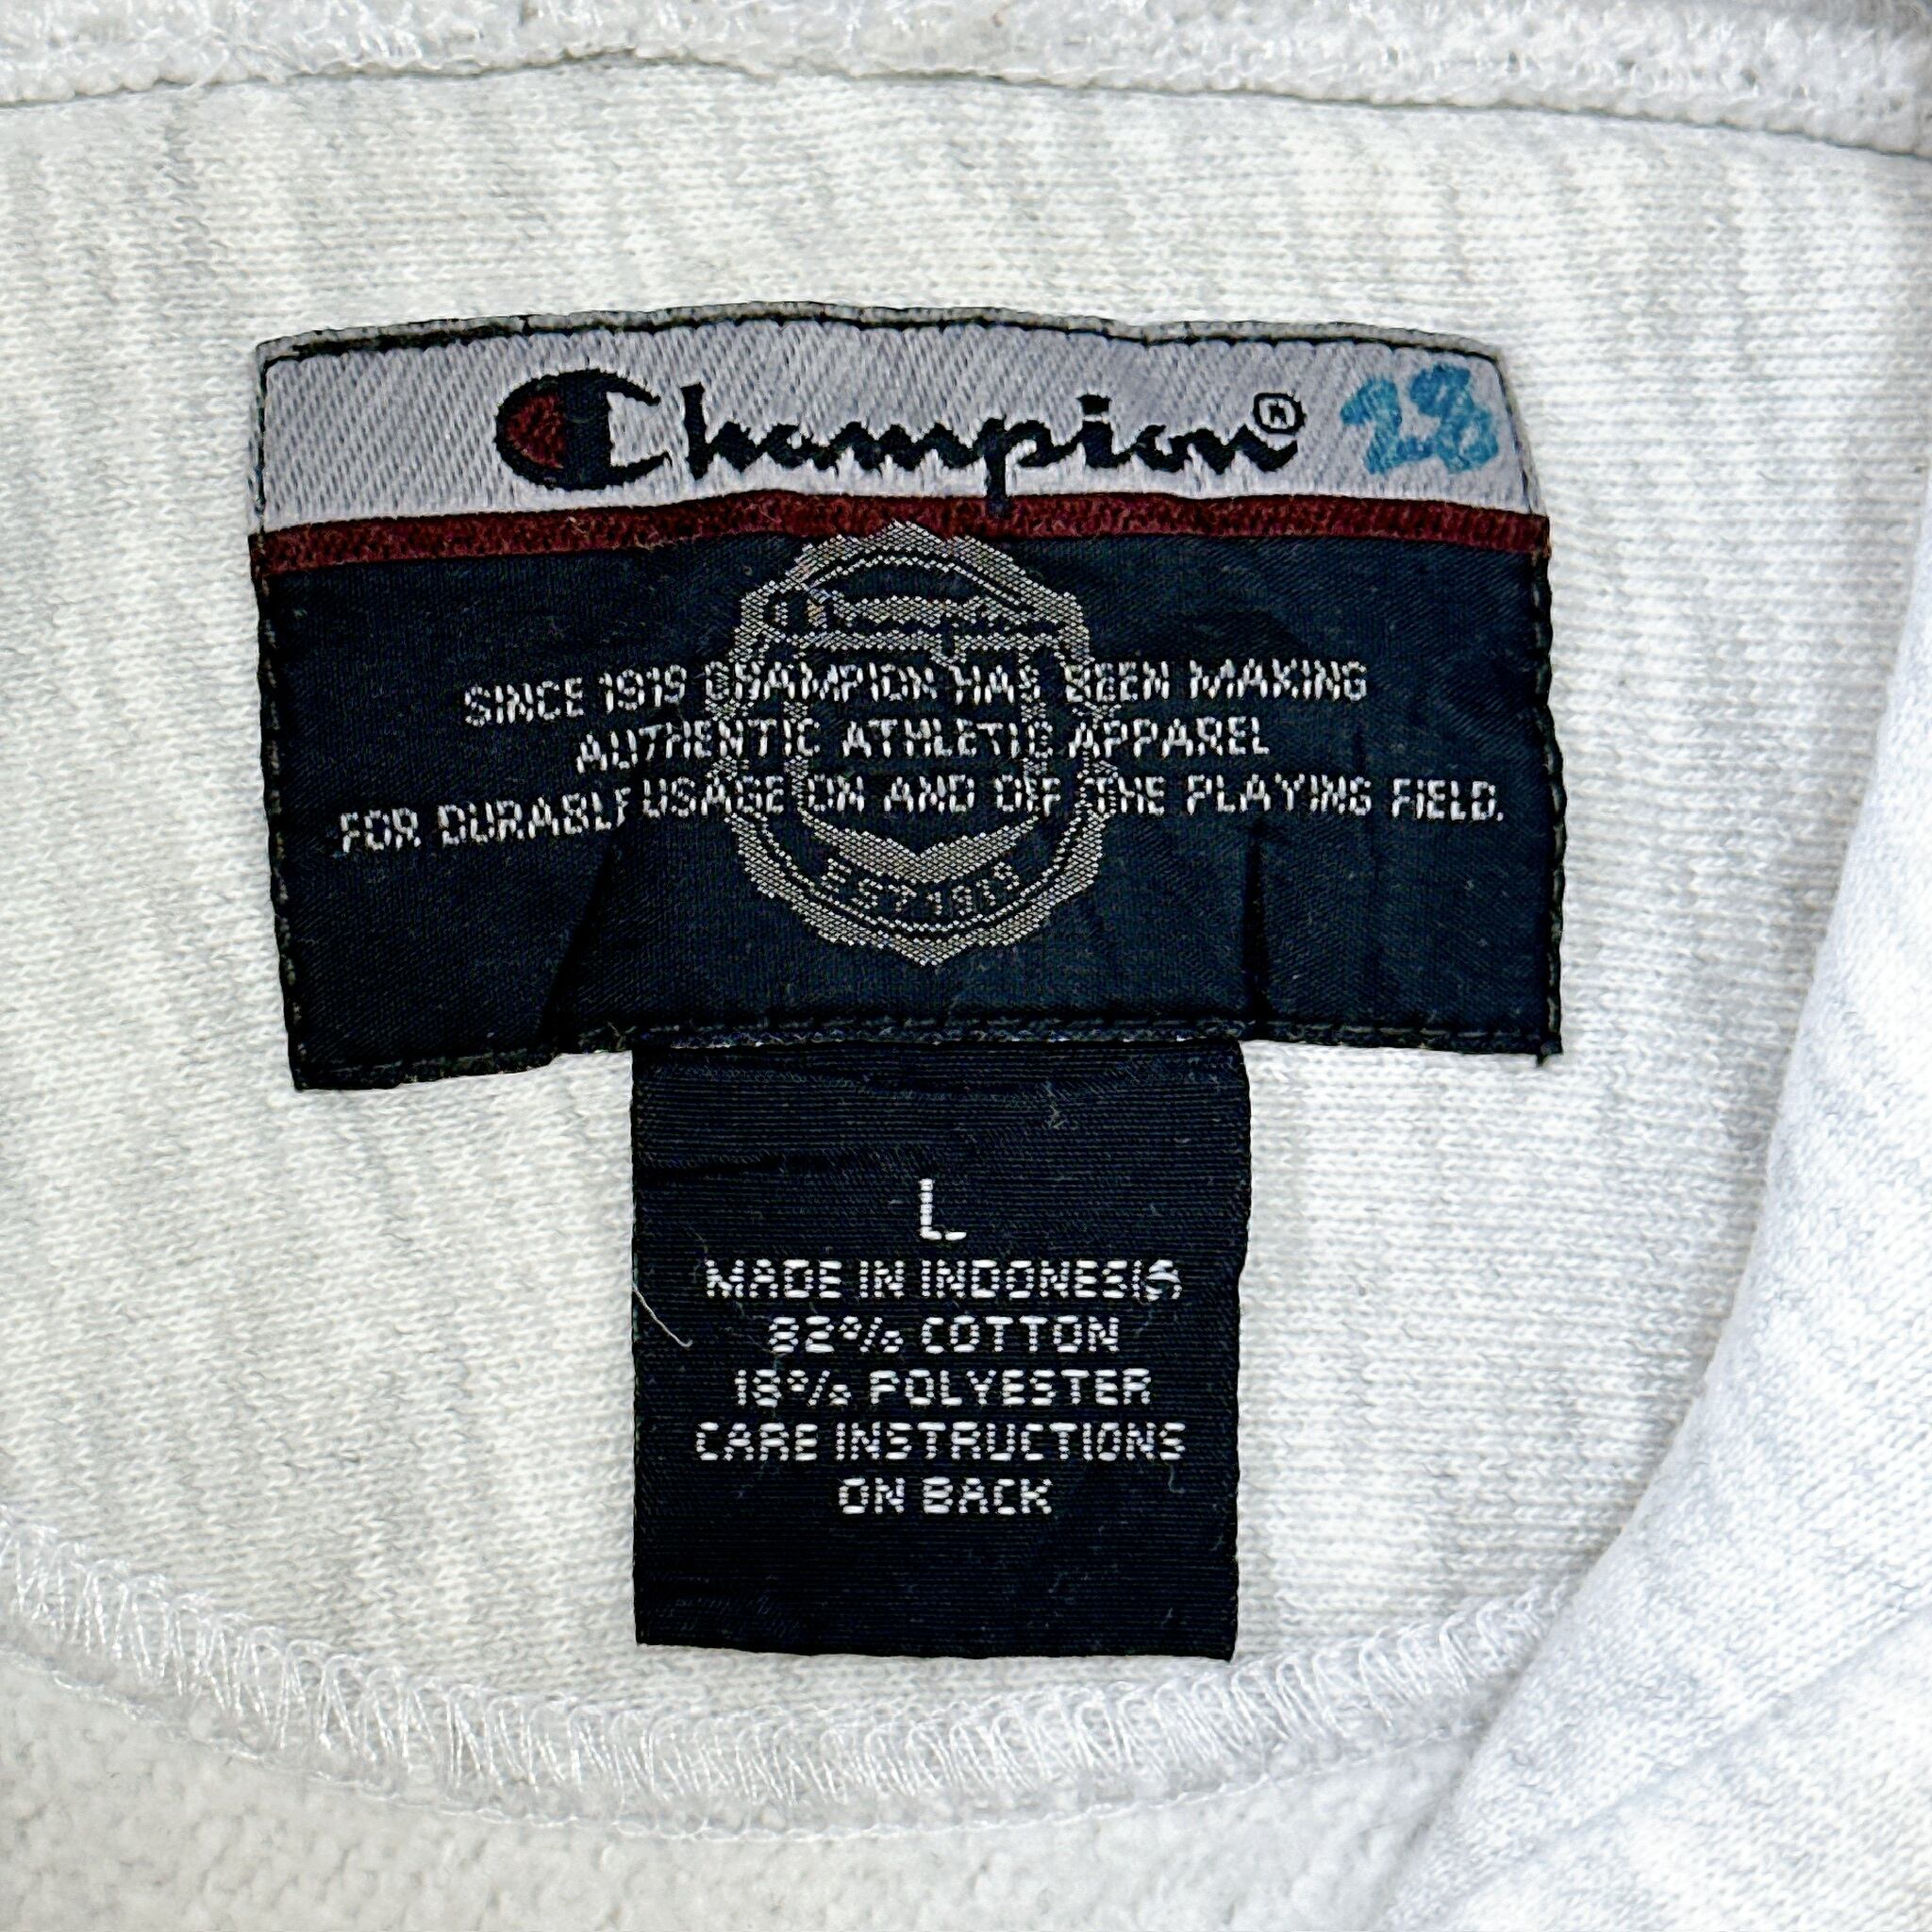 Champion® 28
Champion
SINCE 1919 CHAMPION HAS BEEN MAKING
AUTHENTIC ATHLETIC APPAREL
FOR DURABLE USAGE ON AND OFF THE PLAYING FIELD.
EST. 1919
L
MADE IN INDONESIA
82% COTTON
18% POLYESTER
CARE INSTRUCTIONS
ON BACK